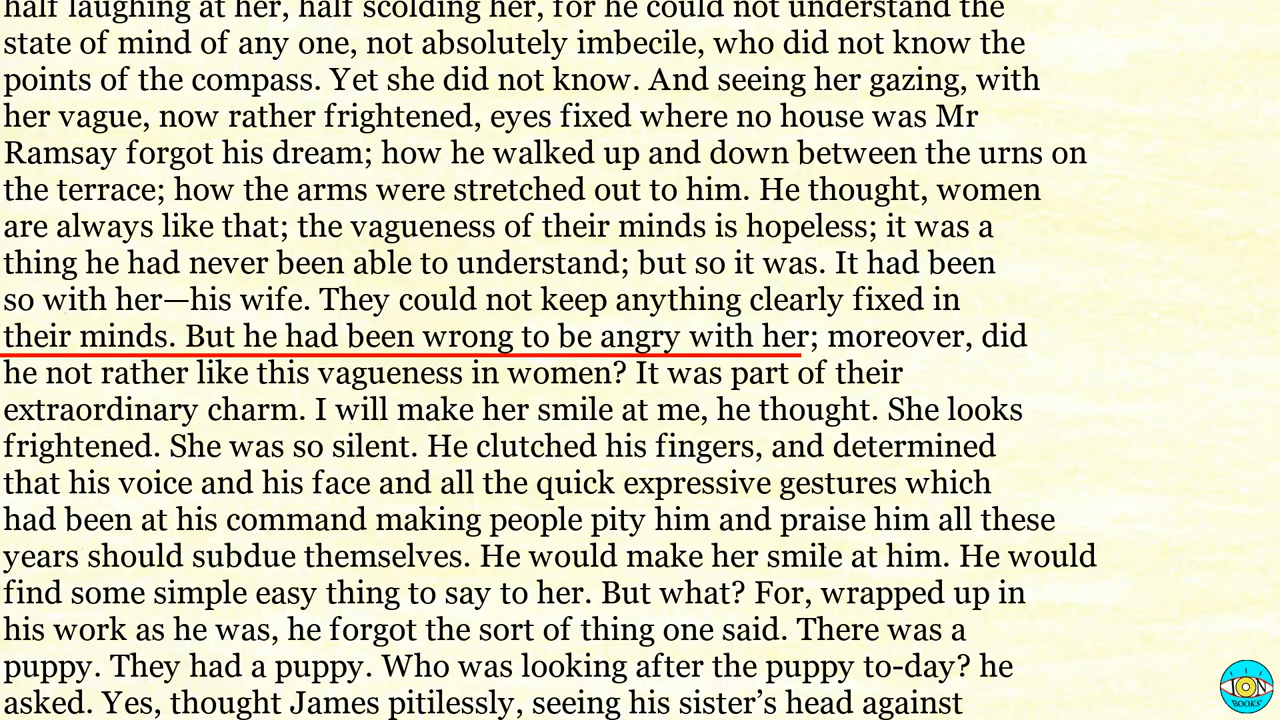 half laughing at her, half scolding her, for he could not understand the
state of mind of any one, not absolutely imbecile, who did not know the
points of the compass. Yet she did not know. And seeing her gazing, with
her vague, now rather frightened, eyes fixed where no house was Mr
Ramsay forgot his dream; how he walked up and down between the urns on
the terrace; how the arms were stretched out to him. He thought, women
are always like that; the vagueness of their minds is hopeless; it was a
thing he had never been able to understand; but so it was. It had been
so with her—his wife. They could not keep anything clearly fixed in
their minds. But he had been wrong to be angry with her; moreover, did
he not rather like this vagueness in women? It was part of their
extraordinary charm. I will make her smile at me, he thought. She looks
frightened. She was so silent. He clutched his fingers, and determined
that his voice and his face and all the quick expressive gestures which
had been at his command making people pity him and praise him all these
years should subdue themselves. He would make her smile at him. He would
find some simple easy thing to say to her. But what? For, wrapped up in
his work as he was, he forgot the sort of thing one said. There was a
puppy. They had a puppy. Who was looking after the puppy to-day? he
asked. Yes, thought James pitilessly, seeing his sister’s head against
ION
BOOKS